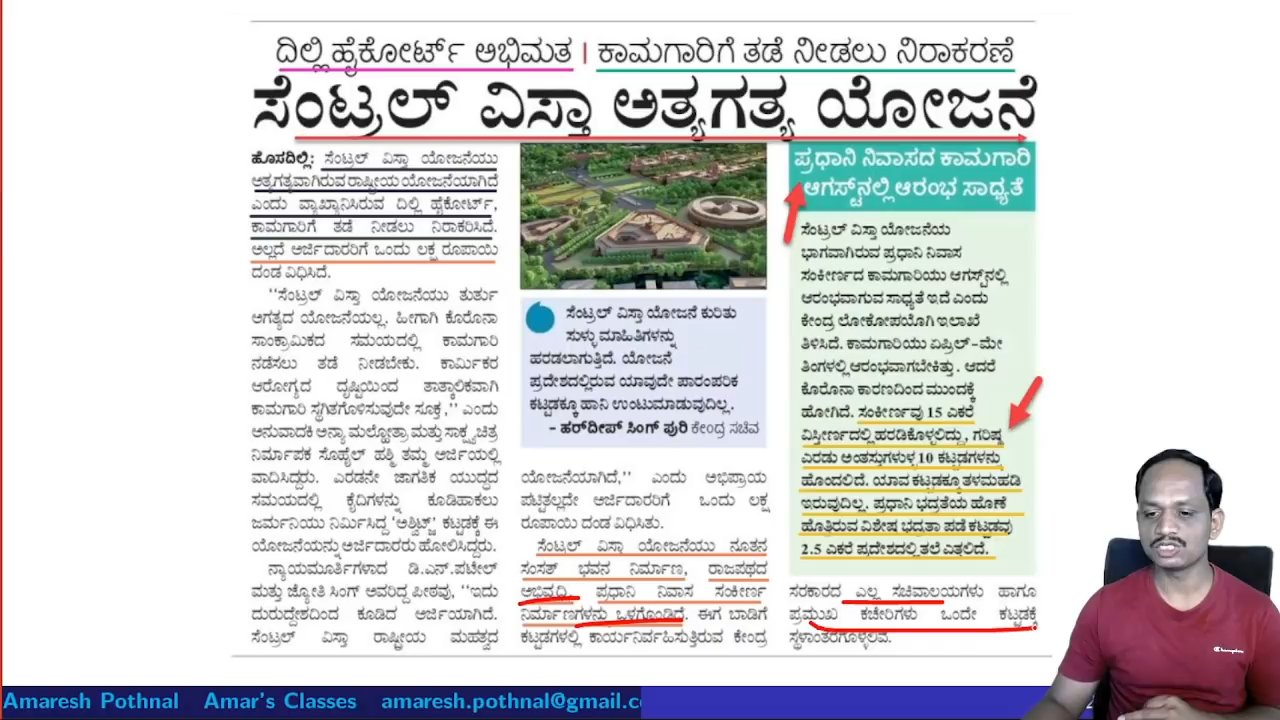 ದಿಲ್ಲಿ ಹೈಕೋರ್ಟ್ ಅಭಿಮತ | ಕಾಮಗಾರಿಗೆ ತಡೆ ನೀಡಲು ನಿರಾಕರಣೆ
ಸೆಂಟ್ರಲ್ ವಿಸ್ತಾ ಅತ್ಯಗತ್ಯ ಯೋಜನೆ
ಹೊಸದಿಲ್ಲಿ: ಸೆಂಟ್ರಲ್ ವಿಸ್ತಾ ಯೋಜನೆಯು
ಅತ್ಯಗತ್ಯವಾಗಿರುವ ರಾಷ್ಟ್ರೀಯ ಯೋಜನೆಯಾಗಿದೆ
ಎಂದು ವ್ಯಾಖ್ಯಾನಿಸಿರುವ ದಿಲ್ಲಿ ಹೈಕೋರ್ಟ್,
ಕಾಮಗಾರಿಗೆ ತಡೆ ನೀಡಲು ನಿರಾಕರಿಸಿದೆ.
ಅಲ್ಲದೆ ಅರ್ಜಿದಾರರಿಗೆ ಒಂದು ಲಕ್ಷ ರೂಪಾಯಿ
ದಂಡ ವಿಧಿಸಿದೆ.
‘‘ಸೆಂಟ್ರಲ್ ವಿಸ್ತಾ ಯೋಜನೆಯು ತುರ್ತು
ಅಗತ್ಯದ ಯೋಜನೆಯಲ್ಲ. ಹೀಗಾಗಿ ಕೊರೊನಾ
ಸಾಂಕ್ರಾಮಿಕದ ಸಮಯದಲ್ಲಿ ಕಾಮಗಾರಿ
ನಡೆಸಲು ತಡೆ ನೀಡಬೇಕು. ಕಾರ್ಮಿಕರ
ಆರೋಗ್ಯದ ದೃಷ್ಟಿಯಿಂದ ತಾತ್ಕಾಲಿಕವಾಗಿ
ಕಾಮಗಾರಿ ಸ್ಥಗಿತಗೊಳಿಸುವುದೇ ಸೂಕ್ತ,’’ ಎಂದು
ಅನುವಾದಕಿ ಅನ್ಯಾ ಮಲ್ಹೋತ್ರಾ ಮತ್ತು ಸಾಕ್ಷ್ಯಚಿತ್ರ
ನಿರ್ಮಾಪಕ ಸೊಹೈಲ್ ಹಶ್ಮಿ ತಮ್ಮ ಅರ್ಜಿಯಲ್ಲಿ
ವಾದಿಸಿದ್ದರು. ಎರಡನೇ ಜಾಗತಿಕ ಯುದ್ಧದ
ಸಮಯದಲ್ಲಿ ಕೈದಿಗಳನ್ನು ಕೂಡಿಹಾಕಲು
ಜರ್ಮನಿಯು ನಿರ್ಮಿಸಿದ್ದ ‘ಆಶ್ವಿಟ್ಜ್’ ಕಟ್ಟಡಕ್ಕೆ ಈ
ಯೋಜನೆಯನ್ನು ಅರ್ಜಿದಾರರು ಹೋಲಿಸಿದ್ದರು.
ನ್ಯಾಯಮೂರ್ತಿಗಳಾದ ಡಿ.ಎನ್.ಪಟೇಲ್
ಮತ್ತು ಜ್ಯೋತಿ ಸಿಂಗ್ ಅವರಿದ್ದ ಪೀಠವು, ‘‘ಇದು
ದುರುದ್ದೇಶದಿಂದ ಕೂಡಿದ ಅರ್ಜಿಯಾಗಿದೆ.
ಸೆಂಟ್ರಲ್ ವಿಸ್ತಾ ರಾಷ್ಟ್ರೀಯ ಮಹತ್ವದ
ಸೆಂಟ್ರಲ್ ವಿಸ್ತಾ ಯೋಜನೆ ಕುರಿತು
ಸುಳ್ಳು ಮಾಹಿತಿಗಳನ್ನು
ಹರಡಲಾಗುತ್ತಿದೆ. ಯೋಜನೆ
ಪ್ರದೇಶದಲ್ಲಿರುವ ಯಾವುದೇ ಪಾರಂಪರಿಕ
ಕಟ್ಟಡಕ್ಕೂ ಹಾನಿ ಉಂಟುಮಾಡುವುದಿಲ್ಲ.
- ಹರ್‌ದೀಪ್ ಸಿಂಗ್ ಪುರಿ ಕೇಂದ್ರ ಸಚಿವ
ಯೋಜನೆಯಾಗಿದೆ,’’ ಎಂದು ಅಭಿಪ್ರಾಯ
ಪಟ್ಟಿತಲ್ಲದೇ ಅರ್ಜಿದಾರರಿಗೆ ಒಂದು ಲಕ್ಷ
ರೂಪಾಯಿ ದಂಡ ವಿಧಿಸಿತು.
ಸೆಂಟ್ರಲ್ ವಿಸ್ತಾ ಯೋಜನೆಯು ನೂತನ
ಸಂಸತ್ ಭವನ ನಿರ್ಮಾಣ, ರಾಜಪಥದ
ಅಭಿವೃದ್ಧಿ, ಪ್ರಧಾನಿ ನಿವಾಸ ಸಂಕೀರ್ಣ
ನಿರ್ಮಾಣಗಳನ್ನು ಒಳಗೊಂಡಿದೆ. ಈಗ ಬಾಡಿಗೆ
ಕಟ್ಟಡಗಳಲ್ಲಿ ಕಾರ್ಯನಿರ್ವಹಿಸುತ್ತಿರುವ ಕೇಂದ್ರ
ಪ್ರಧಾನಿ ನಿವಾಸದ ಕಾಮಗಾರಿ
ಆಗಸ್ಟ್‌ನಲ್ಲಿ ಆರಂಭ ಸಾಧ್ಯತೆ
ಸೆಂಟ್ರಲ್ ವಿಸ್ತಾ ಯೋಜನೆಯ
ಭಾಗವಾಗಿರುವ ಪ್ರಧಾನಿ ನಿವಾಸ
ಸಂಕೀರ್ಣದ ಕಾಮಗಾರಿಯು ಆಗಸ್ಟ್‌ನಲ್ಲಿ
ಆರಂಭವಾಗುವ ಸಾಧ್ಯತೆ ಇದೆ ಎಂದು
ಕೇಂದ್ರ ಲೋಕೋಪಯೋಗಿ ಇಲಾಖೆ
ತಿಳಿಸಿದೆ. ಕಾಮಗಾರಿಯು ಏಪ್ರಿಲ್-ಮೇ
ತಿಂಗಳಲ್ಲಿ ಆರಂಭವಾಗಬೇಕಿತ್ತು. ಆದರೆ
ಕೊರೊನಾ ಕಾರಣದಿಂದ ಮುಂದಕ್ಕೆ
ಹೋಗಿದೆ. ಸಂಕೀರ್ಣವು 15 ಎಕರೆ
ವಿಸ್ತೀರ್ಣದಲ್ಲಿ ಹರಡಿಕೊಳ್ಳಲಿದ್ದು, ಗರಿಷ್ಠ
ಎರಡು ಅಂತಸ್ತುಗಳುಳ್ಳ 10 ಕಟ್ಟಡಗಳನ್ನು
ಹೊಂದಲಿದೆ. ಯಾವ ಕಟ್ಟಡಕ್ಕೂ ತಳಮಹಡಿ
ಇರುವುದಿಲ್ಲ. ಪ್ರಧಾನಿ ಭದ್ರತೆಯ ಹೊಣೆ
ಹೊತ್ತಿರುವ ವಿಶೇಷ ಭದ್ರತಾ ಪಡೆ ಕಟ್ಟಡವು
2.5 ಎಕರೆ ಪ್ರದೇಶದಲ್ಲಿ ತಲೆ ಎತ್ತಲಿದೆ.
ಸರಕಾರದ ಎಲ್ಲ ಸಚಿವಾಲಯಗಳು ಹಾಗೂ
ಪ್ರಮುಖ ಕಚೇರಿಗಳು ಒಂದೇ ಕಟ್ಟಡಕ್ಕೆ
ಸ್ಥಳಾಂತರಗೊಳ್ಳಲಿವೆ.
Amaresh Pothnal Amar's Classes amaresh.pothnal@gmail.c